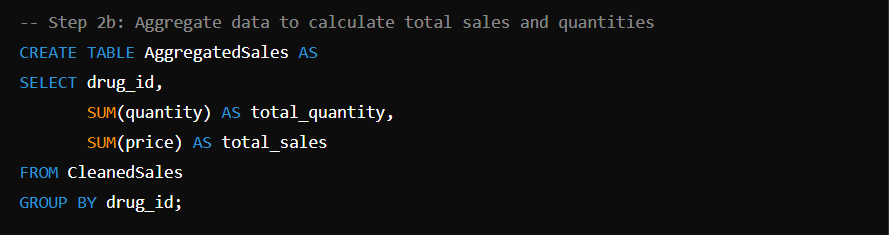 -- Step 2b: Aggregate data to calculate total sales and quantities
CREATE TABLE AggregatedSales AS
SELECT drug_id,
       SUM(quantity) AS total_quantity,
       SUM(price) AS total_sales
FROM CleanedSales
GROUP BY drug_id;